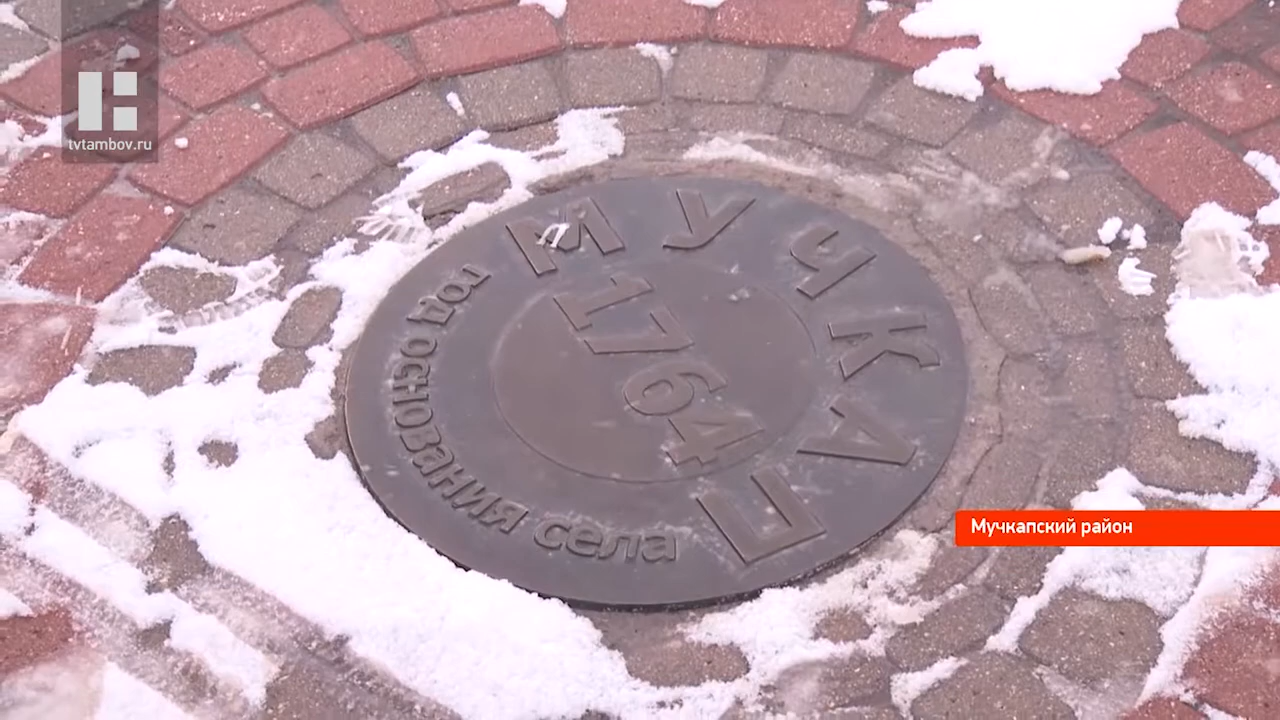 tvtambov.ru
МУЧКАП
1764
год основания села
Мучкапский район